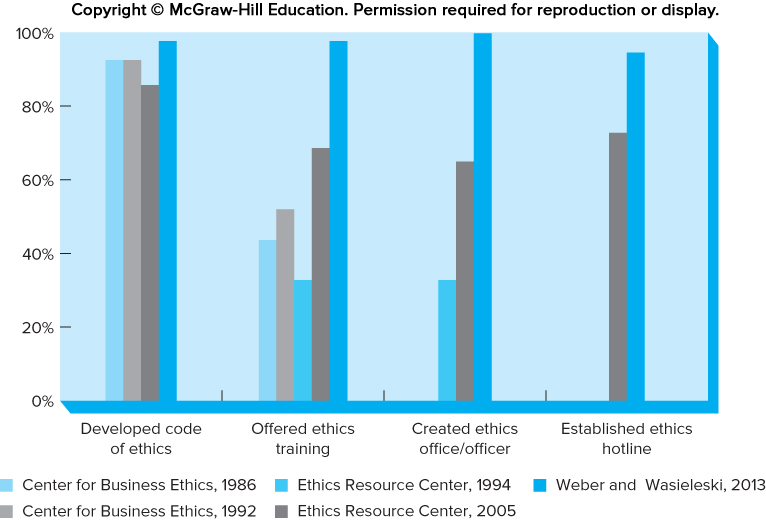 Copyright © McGraw-Hill Education. Permission required for reproduction or display.
100%
80%
60%
40%
20%
0%
Developed code
of ethics
Offered ethics
training
Created ethics
office/officer
Established ethics
hotline
Center for Business Ethics, 1986
Ethics Resource Center, 1994
Weber and Wasieleski, 2013
Center for Business Ethics, 1992
Ethics Resource Center, 2005